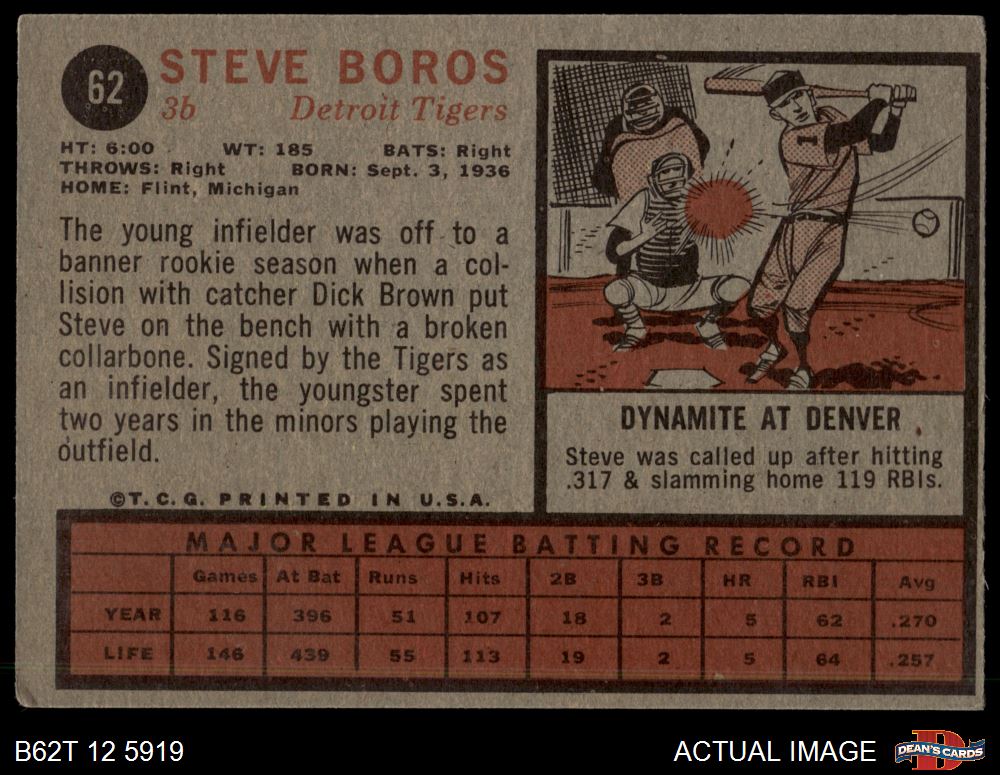 62
STEVE BOROS
3b Detroit Tigers
HT: 6:00 WT: 185 BATS: Right
THROWS: Right BORN: Sept. 3, 1936
HOME: Flint, Michigan
The young infielder was off to a
banner rookie season when a col-
lision with catcher Dick Brown put
Steve on the bench with a broken
collarbone. Signed by the Tigers as
an infielder, the youngster spent
two years in the minors playing the
outfield.
©T.C.G. PRINTED IN U.S.A.
1
DYNAMITE AT DENVER
Steve was called up after hitting
.317 & slamming home 119 RBIs.
MAJOR LEAGUE BATTING RECORD
Games At Bat Runs Hits 2B 3B HR RBI Avg
YEAR 116 396 51 107 18 2 5 62 .270
LIFE 146 439 55 113 19 2 5 64 .257
B62T 12 5919
ACTUAL IMAGE
D
DEAN'S CARDS